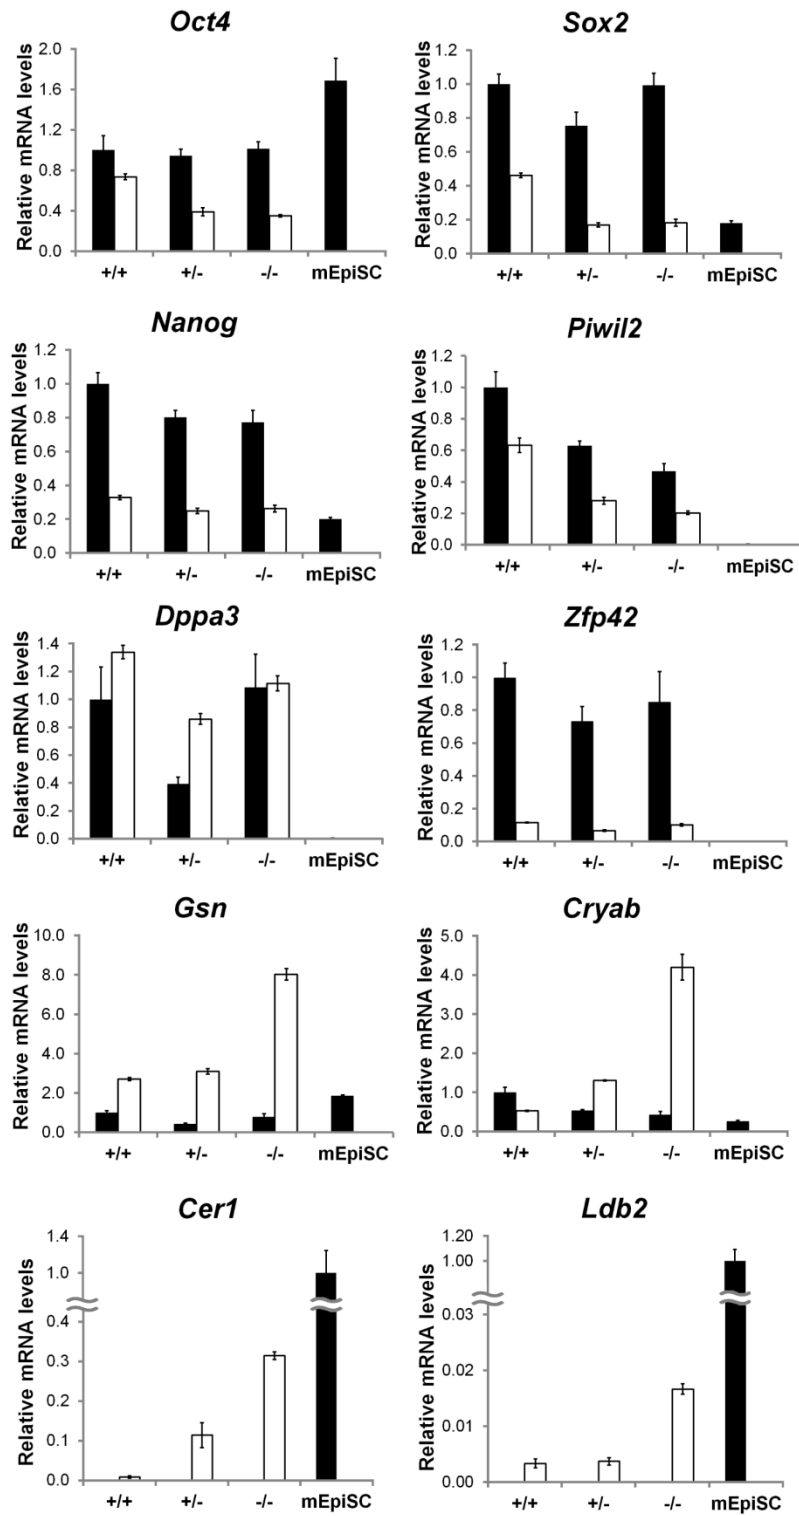 Oct4
Relative mRNA levels
2.0
1.6
1.2
0.8
0.4
0.0
+/+ +/- -/- mEpiSC
Sox2
Relative mRNA levels
1.2
1.0
0.8
0.6
0.4
0.2
0.0
+/+ +/- -/- mEpiSC
Nanog
Relative mRNA levels
1.2
1.0
0.8
0.6
0.4
0.2
0.0
+/+ +/- -/- mEpiSC
Piwil2
Relative mRNA levels
1.2
1.0
0.8
0.6
0.4
0.2
0.0
+/+ +/- -/- mEpiSC
Dppa3
Relative mRNA levels
1.4
1.2
1.0
0.8
0.6
0.4
0.2
0.0
+/+ +/- -/- mEpiSC
Zfp42
Relative mRNA levels
1.2
1.0
0.8
0.6
0.4
0.2
0.0
+/+ +/- -/- mEpiSC
Gsn
Relative mRNA levels
10.0
8.0
6.0
4.0
2.0
0.0
+/+ +/- -/- mEpiSC
Cryab
Relative mRNA levels
5.0
4.0
3.0
2.0
1.0
0.0
+/+ +/- -/- mEpiSC
Cer1
Relative mRNA levels
1.4
1.0
0.4
0.3
0.2
0.1
0.0
+/+ +/- -/- mEpiSC
Ldb2
Relative mRNA levels
1.20
1.00
0.03
0.02
0.01
0.00
+/+ +/- -/- mEpiSC